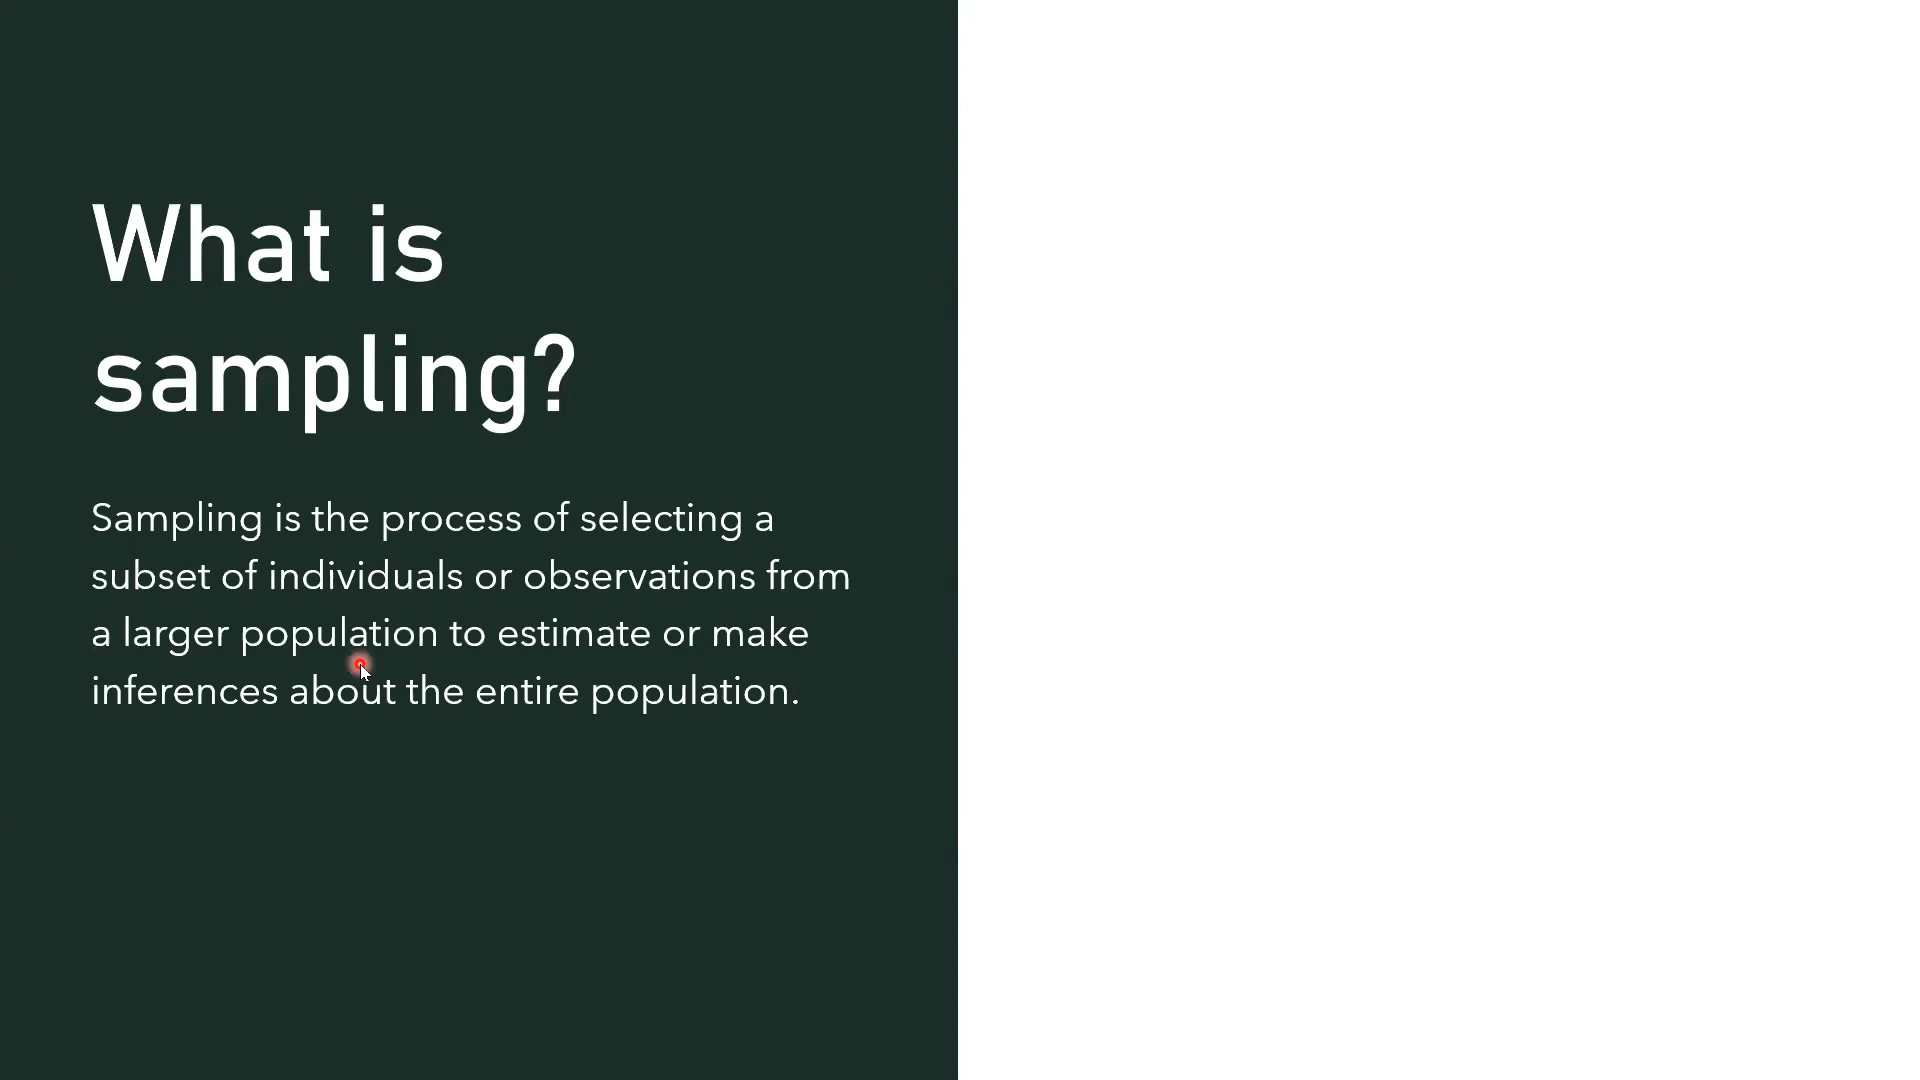 What is
sampling?
Sampling is the process of selecting a
subset of individuals or observations from
a larger population to estimate or make
inferences about the entire population.